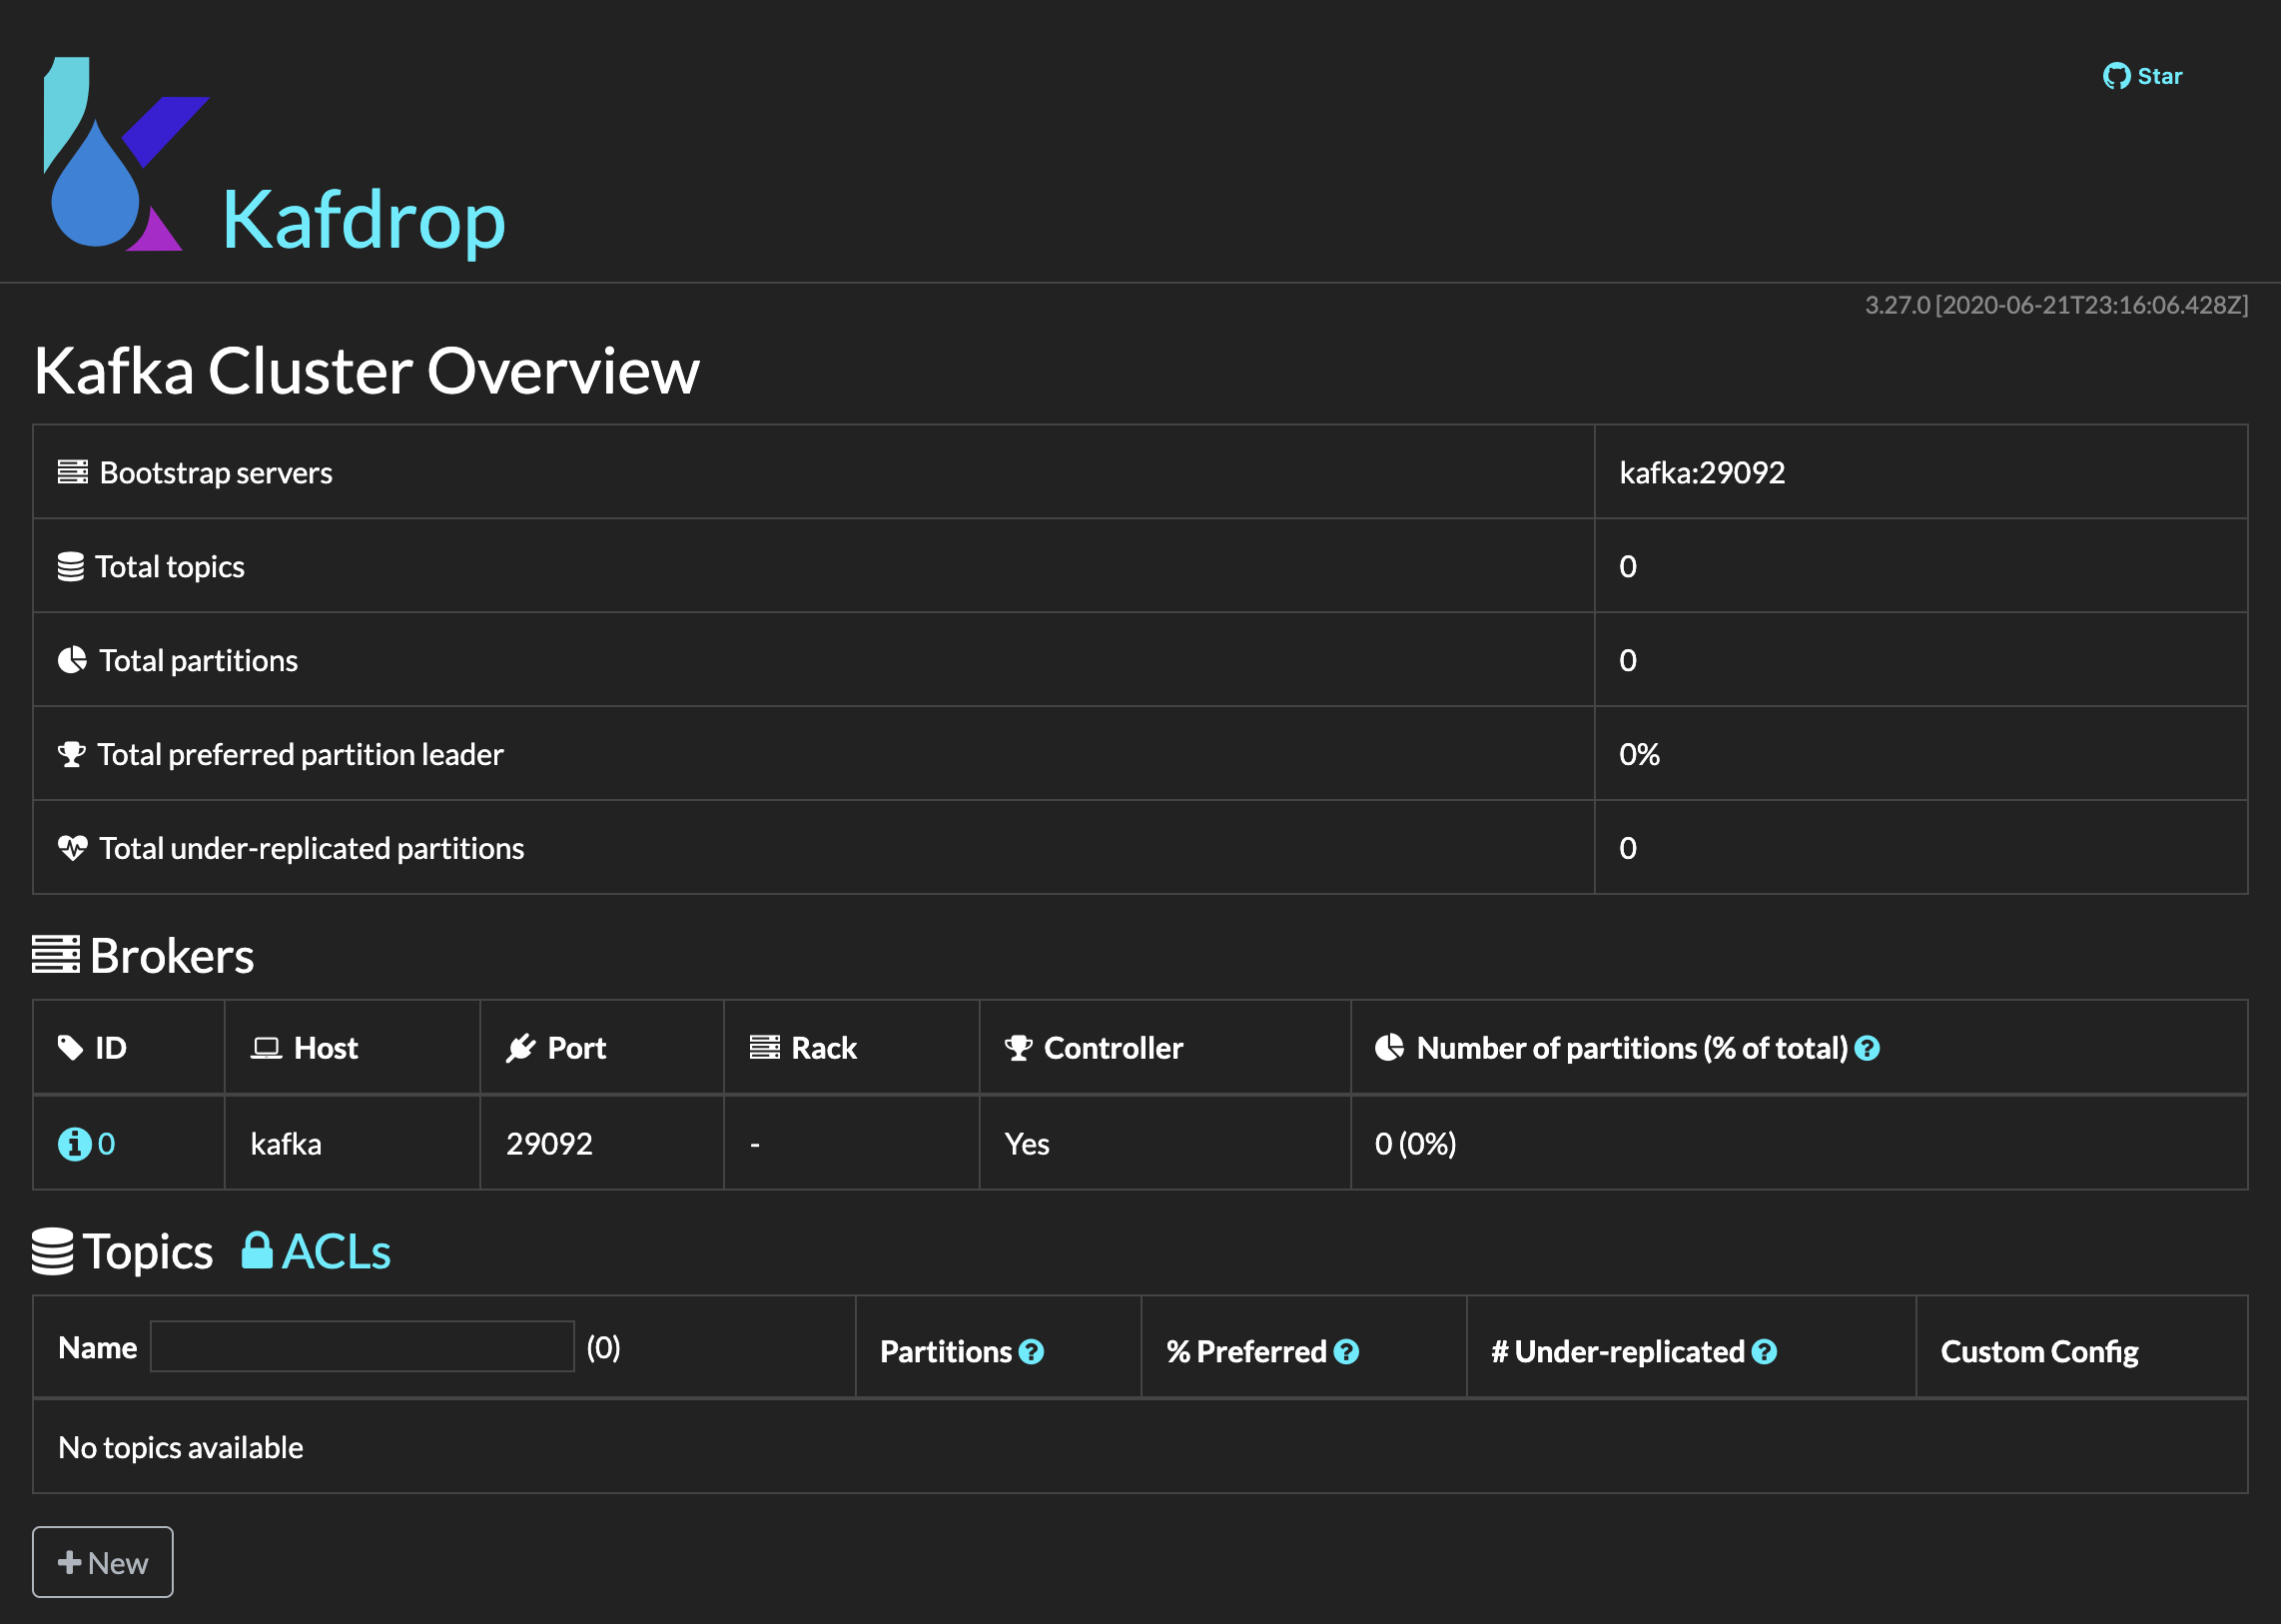 Star
Kafdrop
3.27.0 [2020-06-21T23:16:06.428Z]
Kafka Cluster Overview
Bootstrap servers kafka:29092
Total topics 0
Total partitions 0
Total preferred partition leader 0%
Total under-replicated partitions 0
Brokers
ID Host Port Rack Controller Number of partitions (% of total)
0 kafka 29092 - Yes 0 (0%)
Topics ACLs
Name (0) Partitions % Preferred # Under-replicated Custom Config
No topics available
New